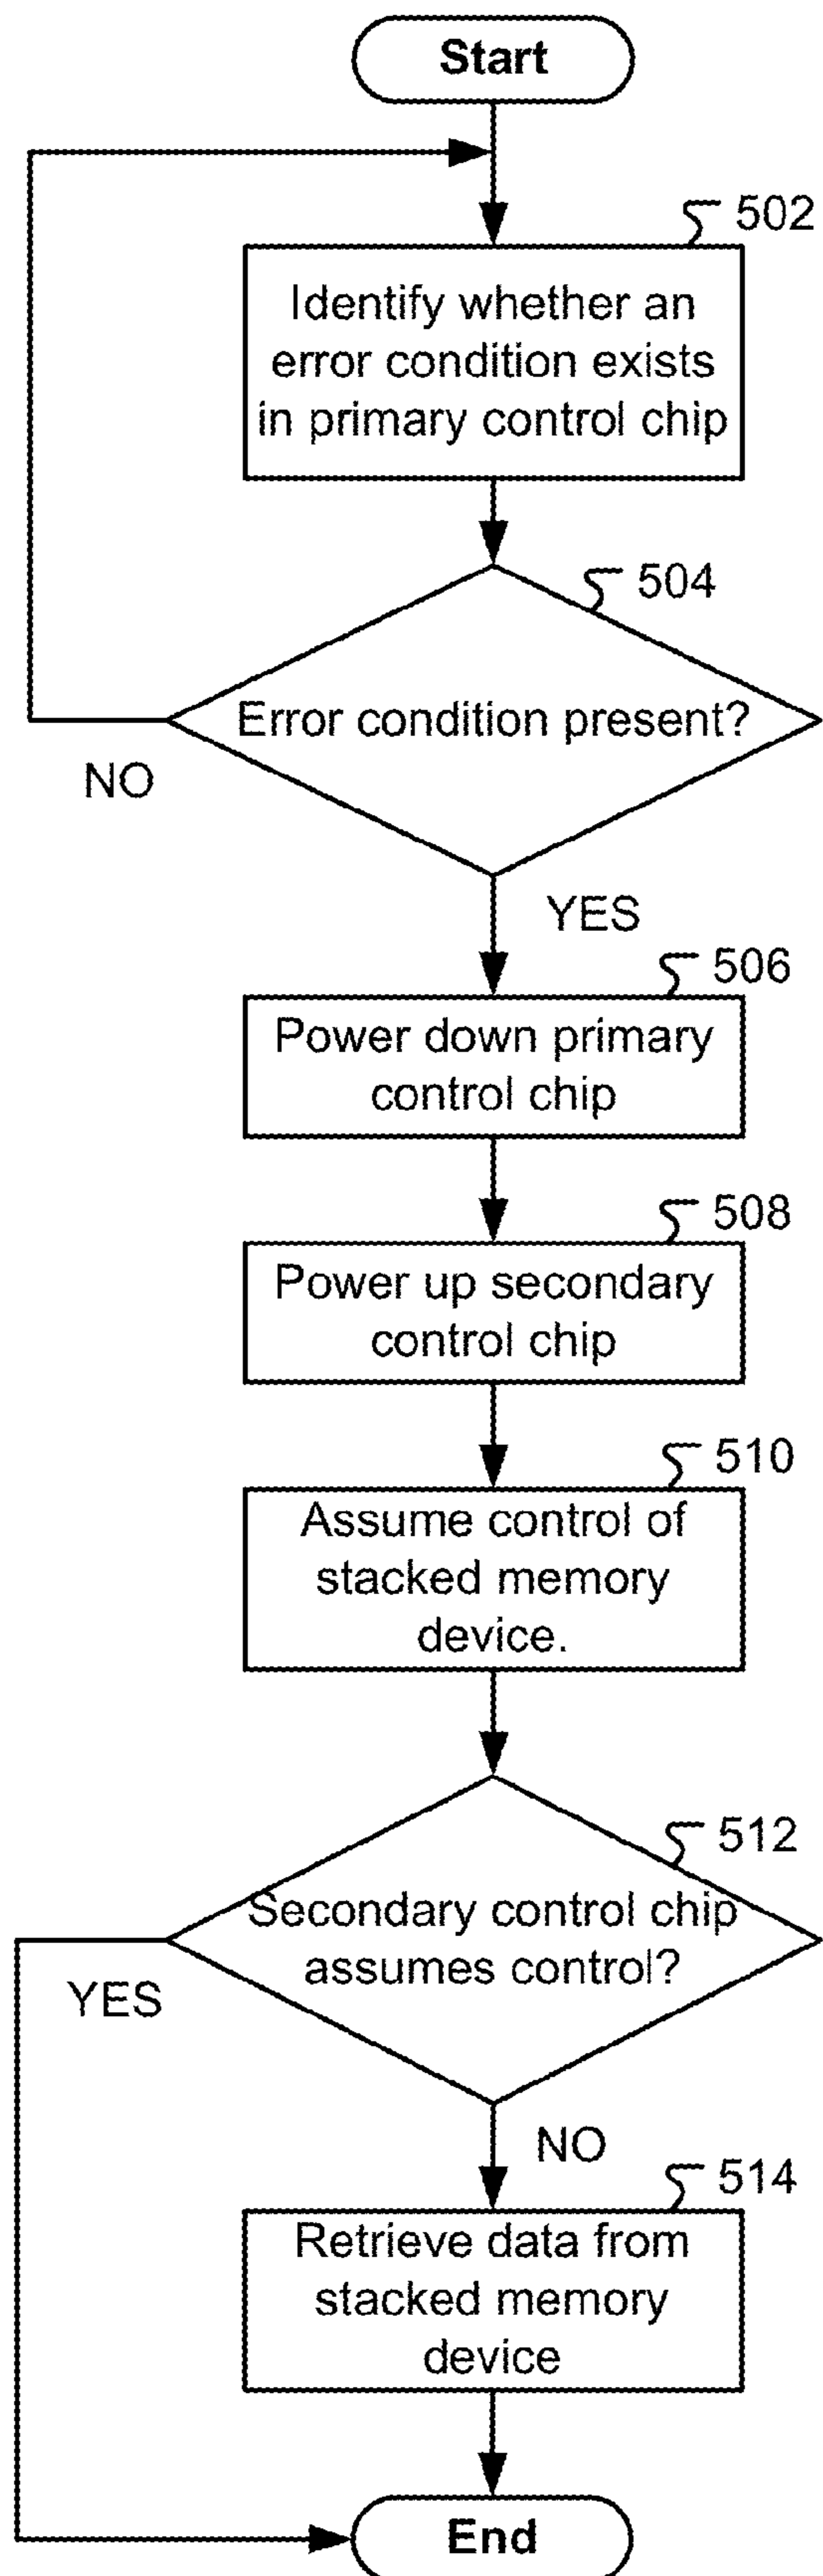 Start
502
Identify whether an
error condition exists
in primary control chip
504
Error condition present?
NO
YES
506
Power down primary
control chip
508
Power up secondary
control chip
510
Assume control of
stacked memory
device.
512
Secondary control chip
assumes control?
YES
NO
514
Retrieve data from
stacked memory
device
End